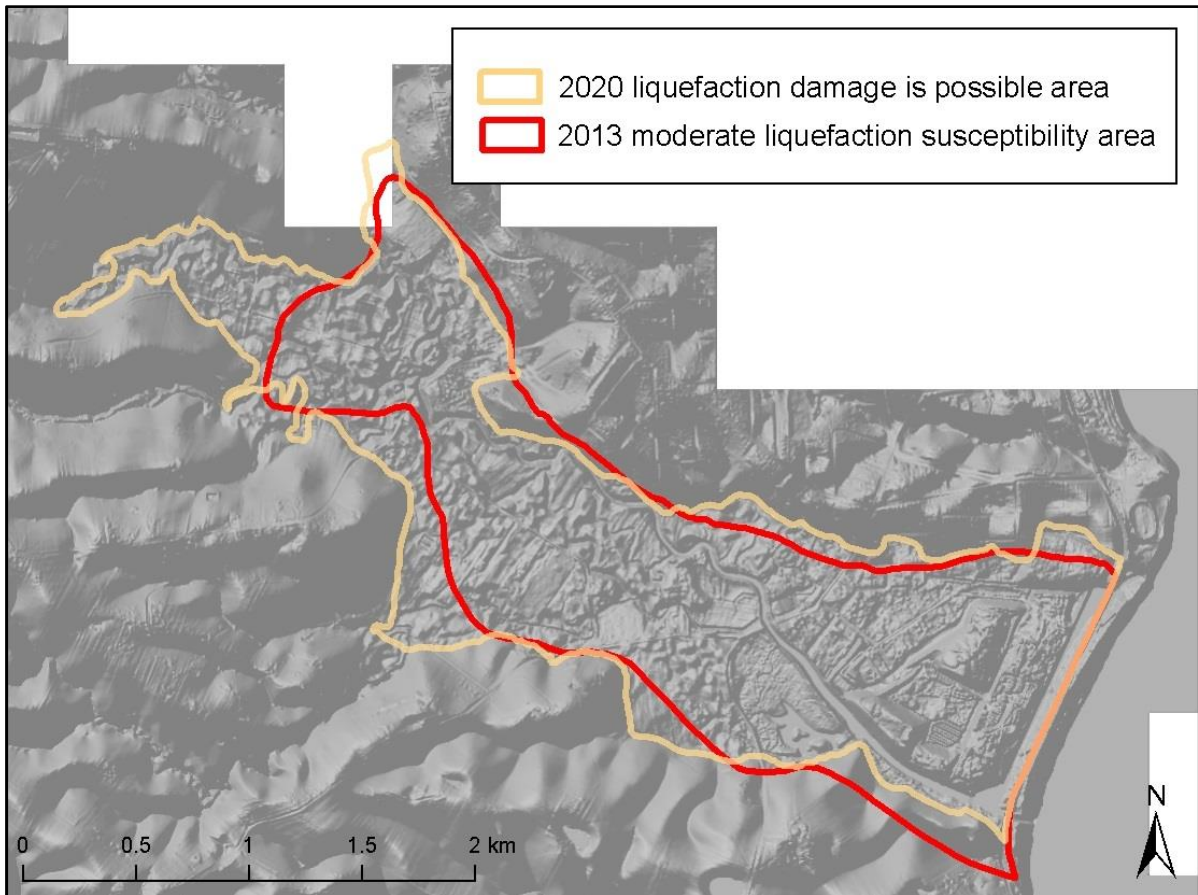 2020 liquefaction damage is possible area
2013 moderate liquefaction susceptibility area
N
0 0.5 1 1.5 2 km